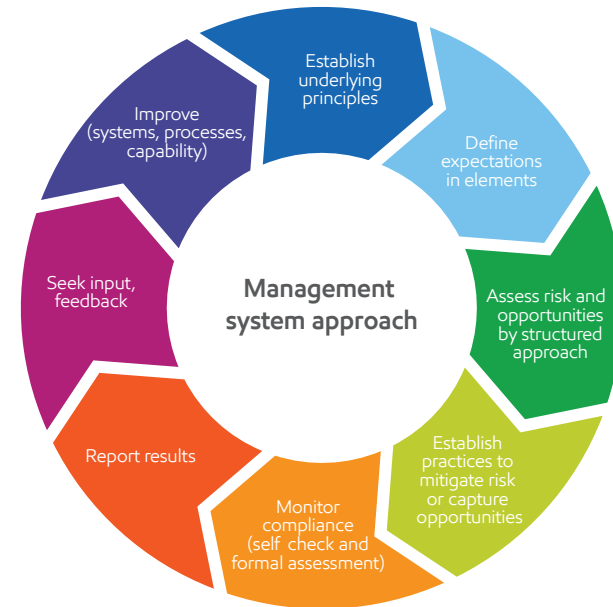 Establish
underlying
principles
Define
expectations
in elements
Assess risk and
opportunities
by structured
approach
Establish
practices to
mitigate risk
or capture
opportunities
Monitor
compliance
(self check and
formal assessment)
Report results
Seek input,
feedback
Improve
(systems, processes,
capability)
Management
system approach